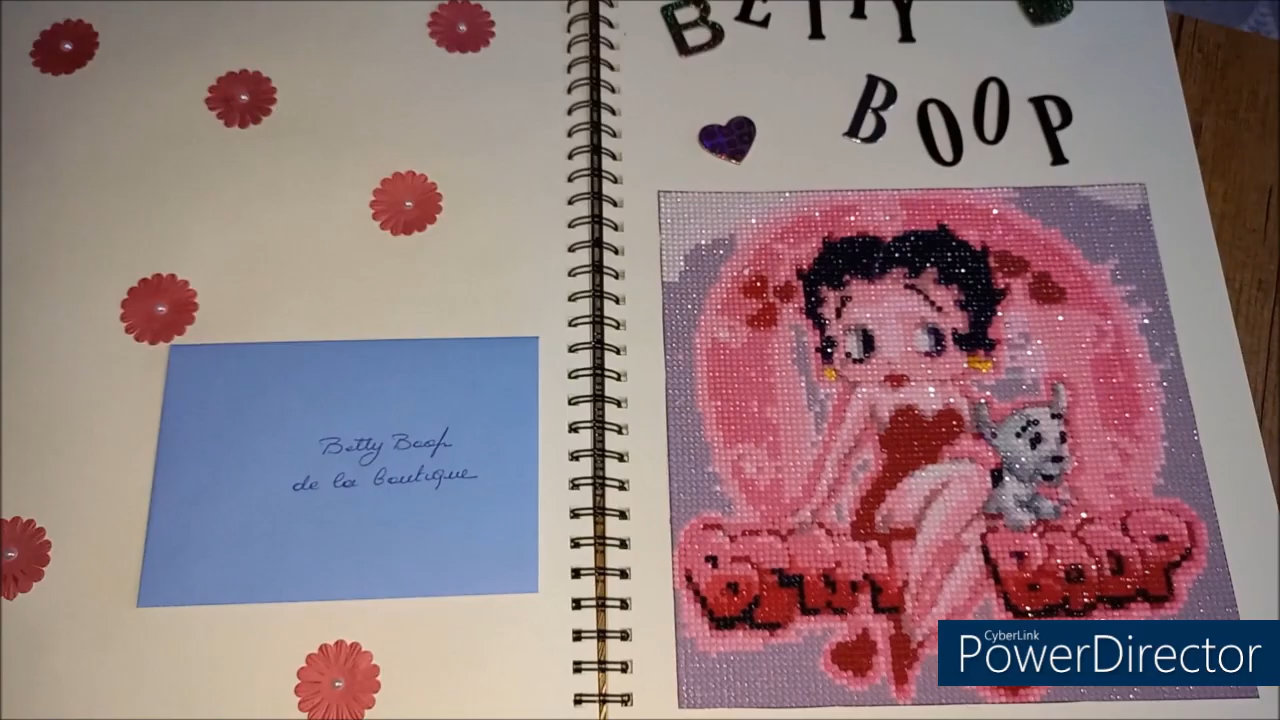 Betty Boop
de la boutique
BETTY
BOOP
BETTY BOOP
CyberLink
PowerDirector